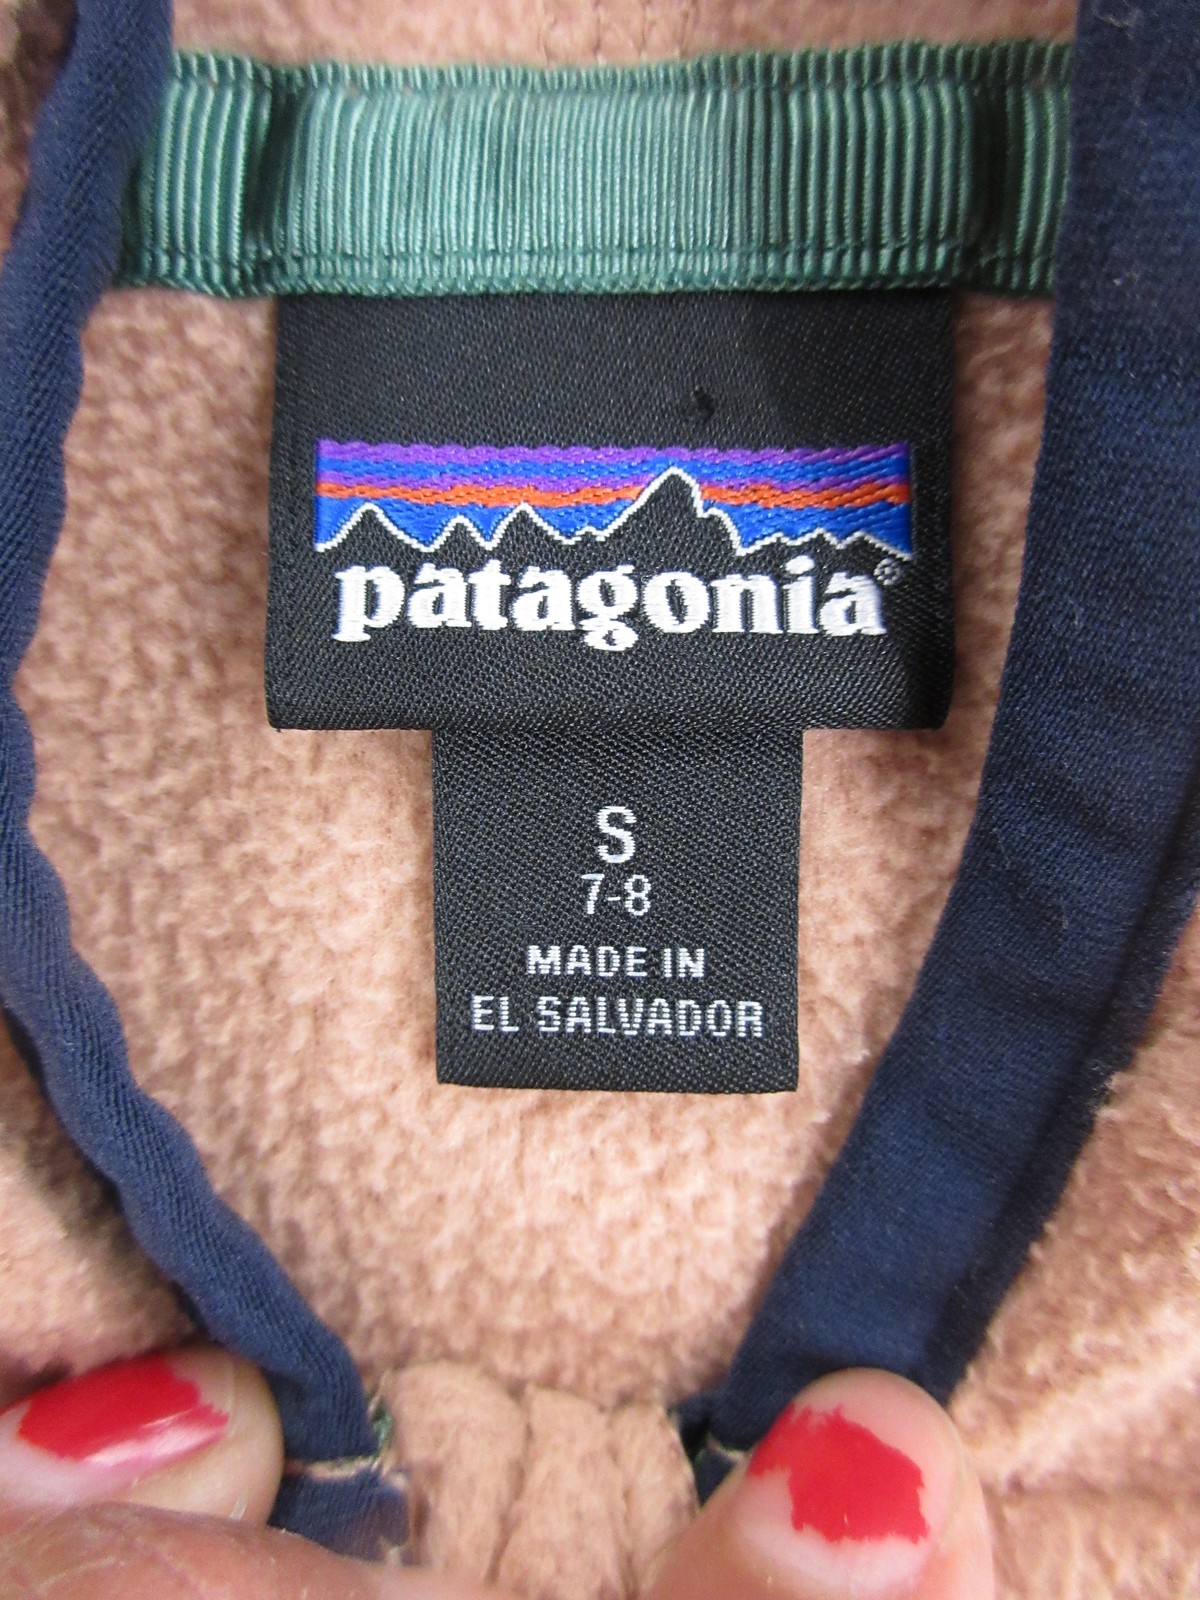 patagonia®
S
7-8
MADE IN
EL SALVADOR